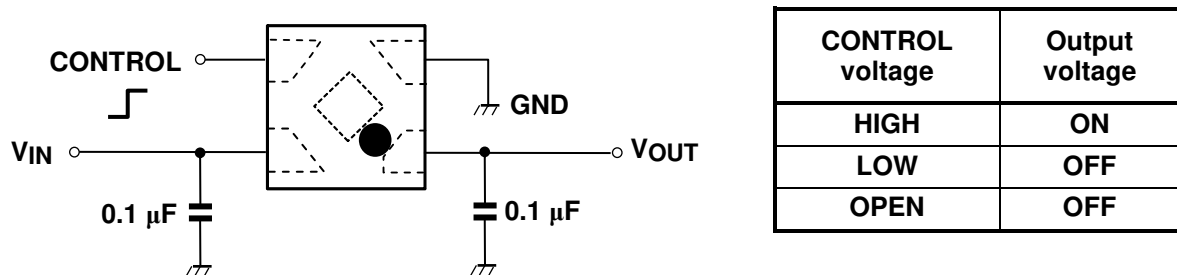 CONTROL
GND
VIN
VOUT
0.1 μF
0.1 μF
CONTROL voltage
Output voltage
HIGH
ON
LOW
OFF
OPEN
OFF